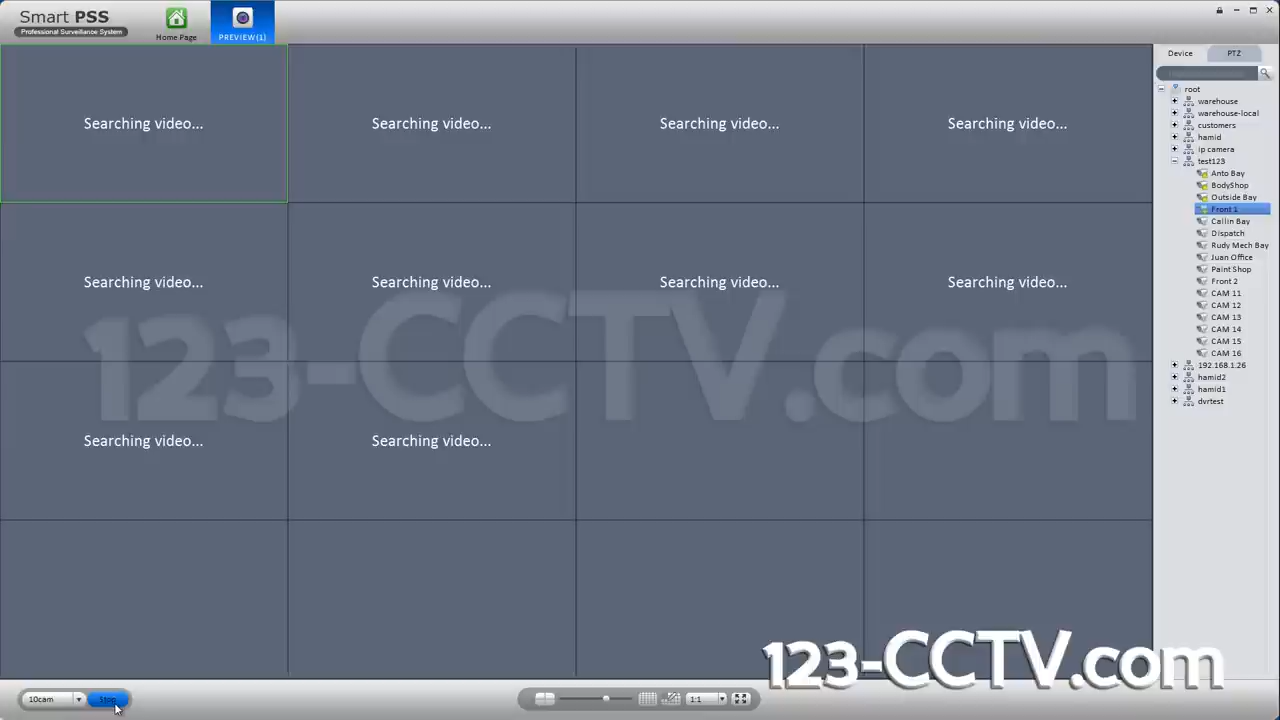 Smart PSS
Professional Surveillance System
Home Page
PREVIEW(1)
Device
PTZ
Searching video...
Searching video...
Searching video...
Searching video...
Searching video...
Searching video...
Searching video...
Searching video...
Searching video...
Searching video...
root
warehouse
warehouse-local
customers
hamid
ip camera
test123
Anto Bay
BodyShop
Outside Bay
Front 1
Callin Bay
Dispatch
Rudy Mech Bay
Juan Office
Paint Shop
Front 2
CAM 11
CAM 12
CAM 13
CAM 14
CAM 15
CAM 16
192.168.1.26
hamid2
hamid1
dvrtest
123-CCTV.com
123-CCTV.com
10cam
Stop
1:1